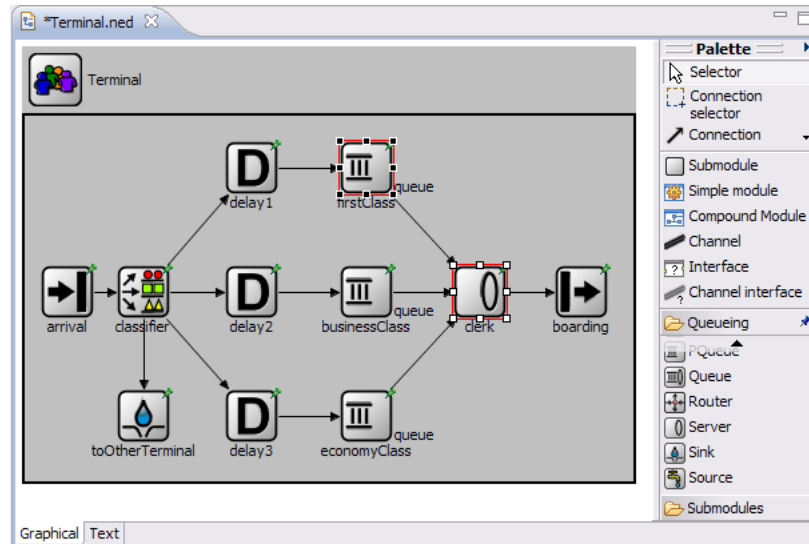 *Terminal.ned
Terminal
D
delay1
firstClass
queue
arrival
classifier
D
delay2
businessClass
queue
clerk
boarding
toOtherTerminal
D
delay3
economyClass
queue
Palette
Selector
Connection
selector
Connection
Submodule
Simple module
Compound Module
Channel
Interface
Channel interface
Queueing
PQueue
Queue
Router
Server
Sink
Source
Submodules
Graphical
Text